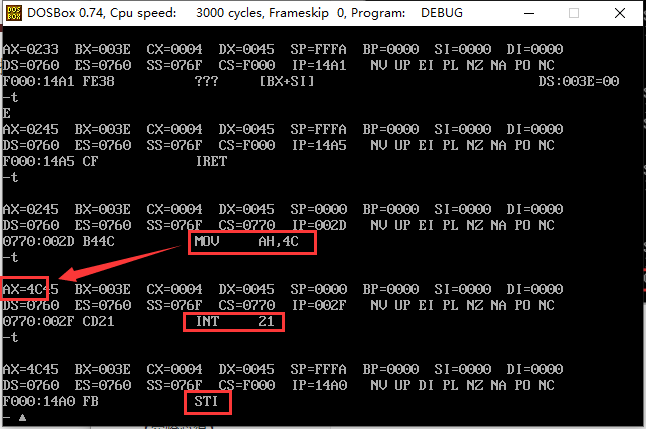 DOSBox 0.74, Cpu speed: 3000 cycles, Frameskip 0, Program: DEBUG
AX=0233 BX=003E CX=0004 DX=0045 SP=FFFA BP=0000 SI=0000 DI=0000
DS=0760 ES=0760 SS=076F CS=F000 IP=14A1 NV UP EI PL NZ NA PO NC
F000:14A1 FE38 ??? [BX+SI] DS:003E=00
-t
E
AX=0245 BX=003E CX=0004 DX=0045 SP=FFFA BP=0000 SI=0000 DI=0000
DS=0760 ES=0760 SS=076F CS=F000 IP=14A5 NV UP EI PL NZ NA PO NC
F000:14A5 CF IRET
-t
AX=0245 BX=003E CX=0004 DX=0045 SP=0000 BP=0000 SI=0000 DI=0000
DS=0760 ES=0760 SS=076F CS=0770 IP=002D NV UP EI PL NZ NA PO NC
0770:002D B44C MOV AH,4C
-t
AX=4C45 BX=003E CX=0004 DX=0045 SP=0000 BP=0000 SI=0000 DI=0000
DS=0760 ES=0760 SS=076F CS=0770 IP=002F NV UP EI PL NZ NA PO NC
0770:002F CD21 INT 21
-t
AX=4C45 BX=003E CX=0004 DX=0045 SP=FFFA BP=0000 SI=0000 DI=0000
DS=0760 ES=0760 SS=076F CS=F000 IP=14A0 NV UP DI PL NZ NA PO NC
F000:14A0 FB STI
-